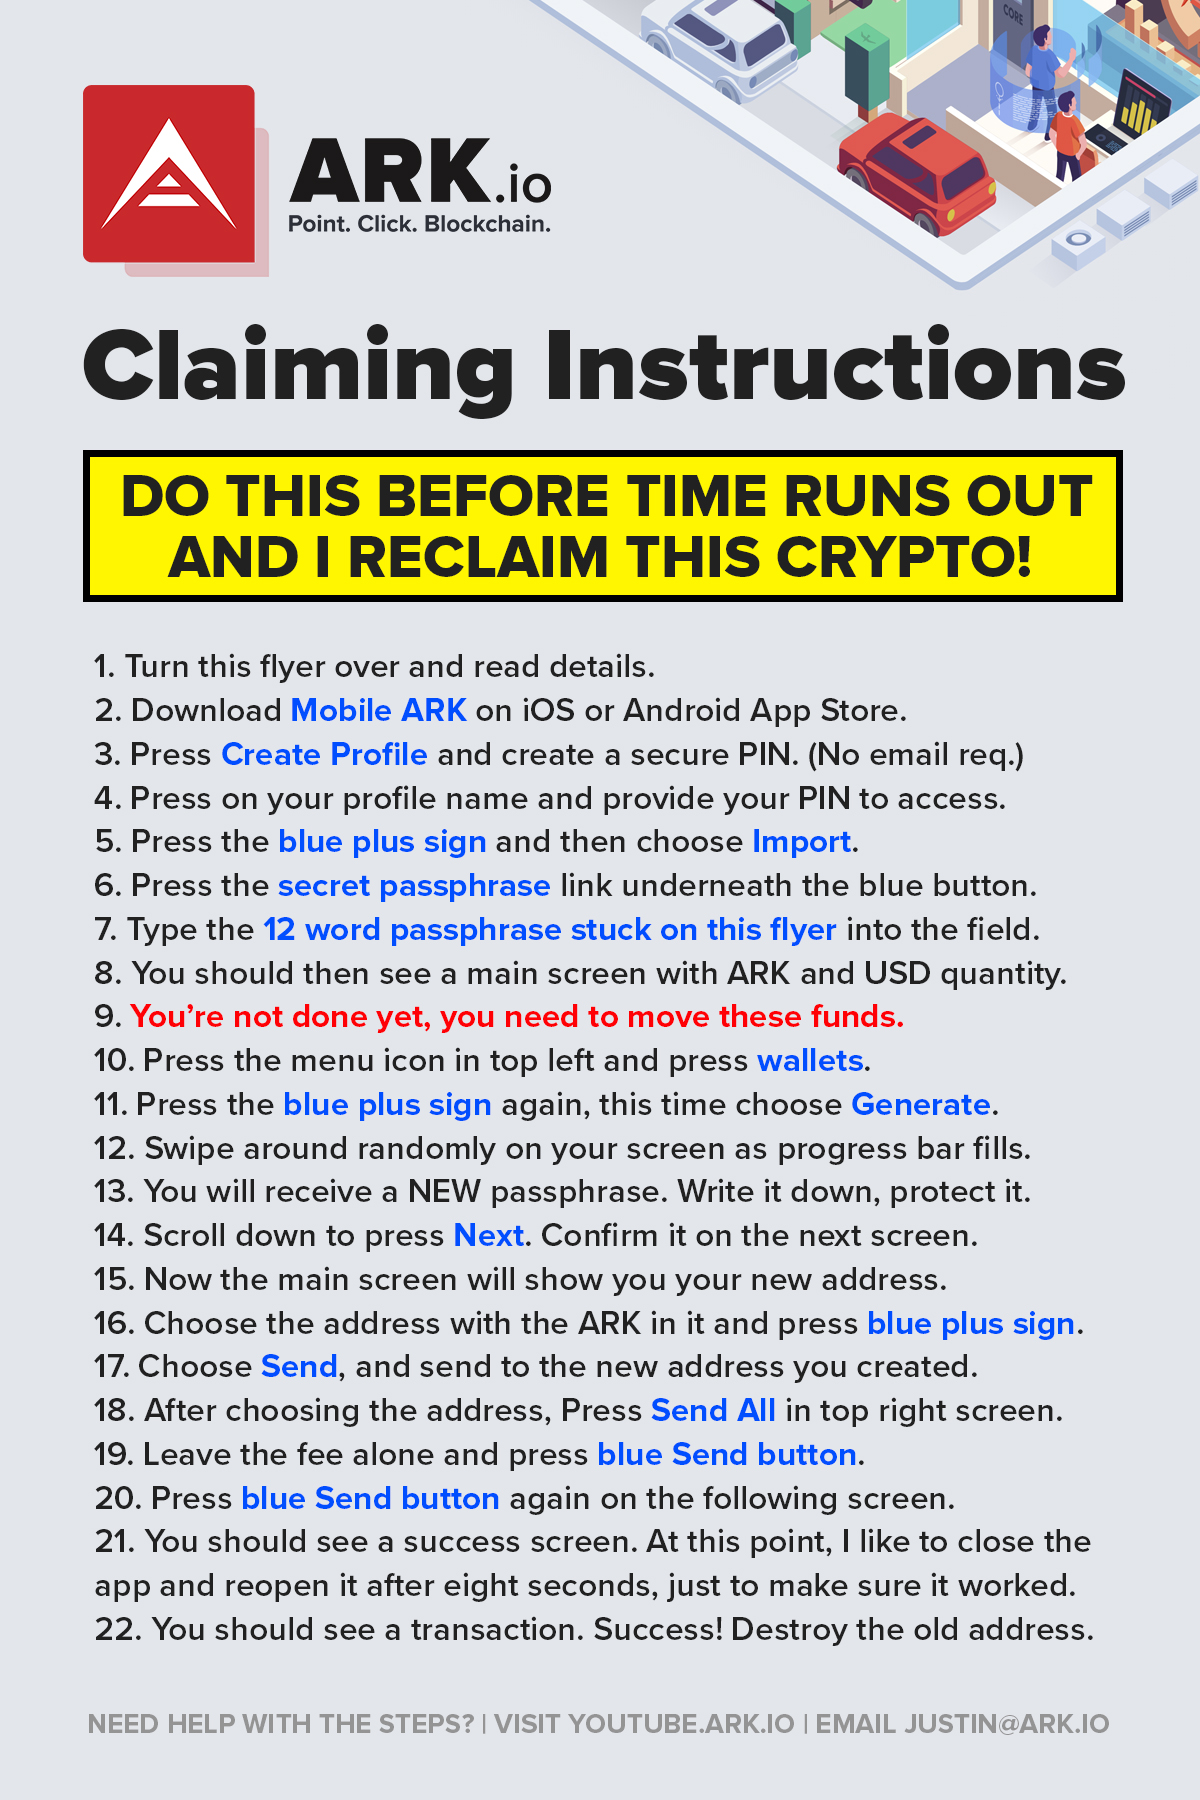 CORE
ARK.io
Point. Click. Blockchain.
Claiming Instructions
DO THIS BEFORE TIME RUNS OUT
AND I RECLAIM THIS CRYPTO!
1. Turn this flyer over and read details.
2. Download Mobile ARK on iOS or Android App Store.
3. Press Create Profile and create a secure PIN. (No email req.)
4. Press on your profile name and provide your PIN to access.
5. Press the blue plus sign and then choose Import.
6. Press the secret passphrase link underneath the blue button.
7. Type the 12 word passphrase stuck on this flyer into the field.
8. You should then see a main screen with ARK and USD quantity.
9. You’re not done yet, you need to move these funds.
10. Press the menu icon in top left and press wallets.
11. Press the blue plus sign again, this time choose Generate.
12. Swipe around randomly on your screen as progress bar fills.
13. You will receive a NEW passphrase. Write it down, protect it.
14. Scroll down to press Next. Confirm it on the next screen.
15. Now the main screen will show you your new address.
16. Choose the address with the ARK in it and press blue plus sign.
17. Choose Send, and send to the new address you created.
18. After choosing the address, Press Send All in top right screen.
19. Leave the fee alone and press blue Send button.
20. Press blue Send button again on the following screen.
21. You should see a success screen. At this point, I like to close the
app and reopen it after eight seconds, just to make sure it worked.
22. You should see a transaction. Success! Destroy the old address.
NEED HELP WITH THE STEPS? | VISIT YOUTUBE.ARK.IO | EMAIL JUSTIN@ARK.IO